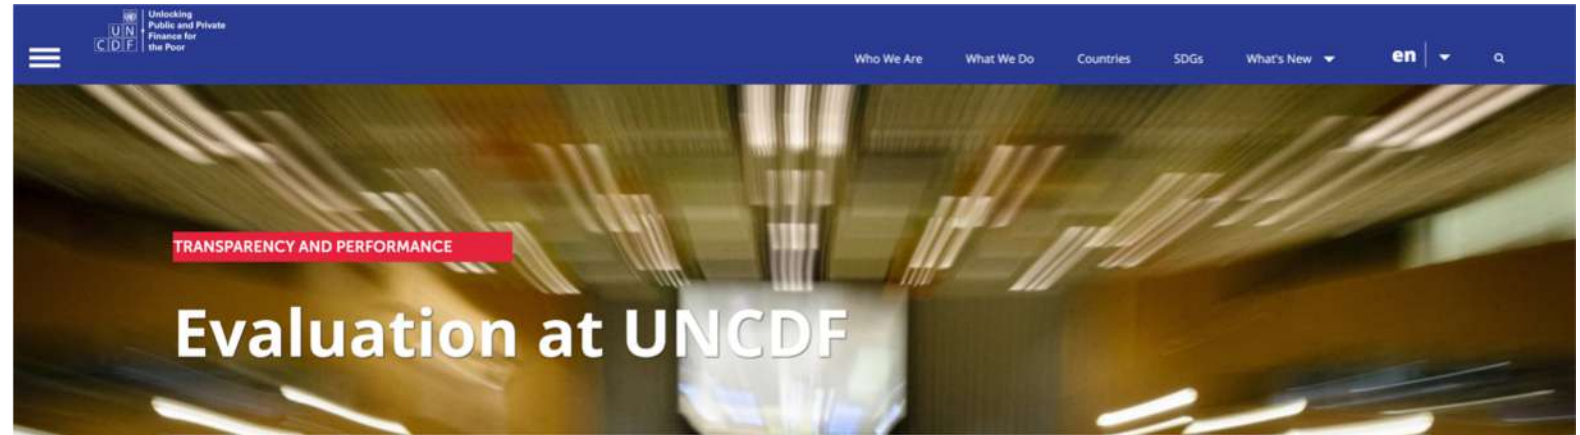 Unlocking
Public and Private
Finance for
the Poor
UN
CDF
Who We Are What We Do Countries SDGs What's New en
TRANSPARENCY AND PERFORMANCE
Evaluation at UNCDF